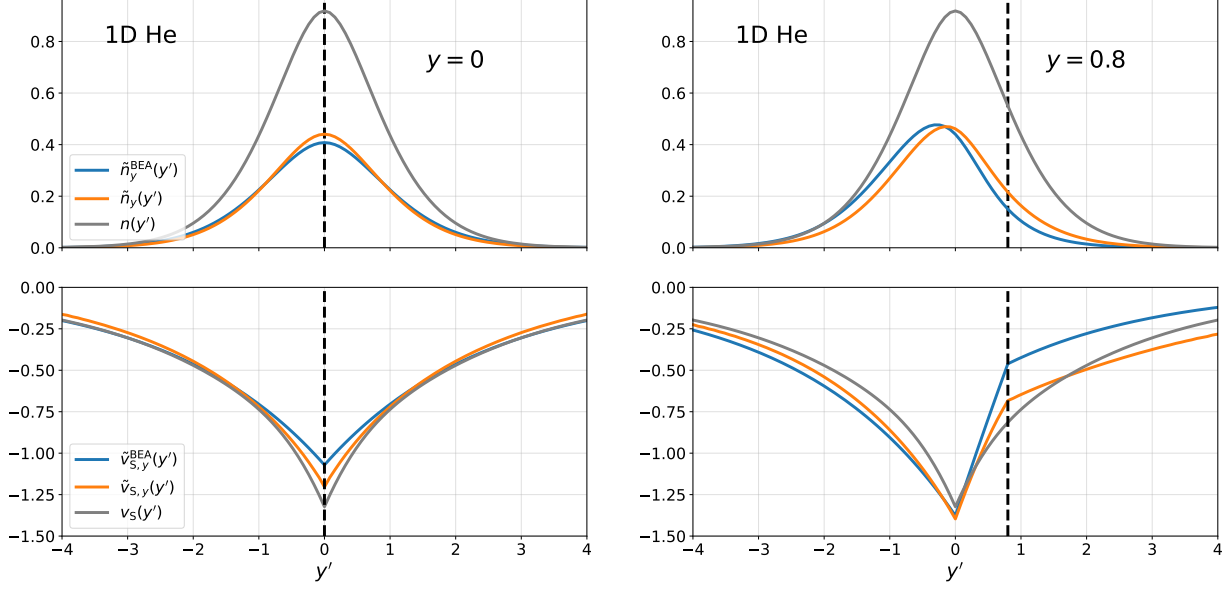 1D He
y = 0
0.8
0.6
0.4
0.2
0.0
ñ_y^BEA(y′)
ñ_y(y′)
n(y′)
1D He
y = 0.8
0.8
0.6
0.4
0.2
0.0
0.00
−0.25
−0.50
−0.75
−1.00
−1.25
−1.50
ṽ_S,y^BEA(y′)
ṽ_S,y(y′)
v_S(y′)
−4 −3 −2 −1 0 1 2 3 4
y′
0.00
−0.25
−0.50
−0.75
−1.00
−1.25
−1.50
−4 −3 −2 −1 0 1 2 3 4
y′